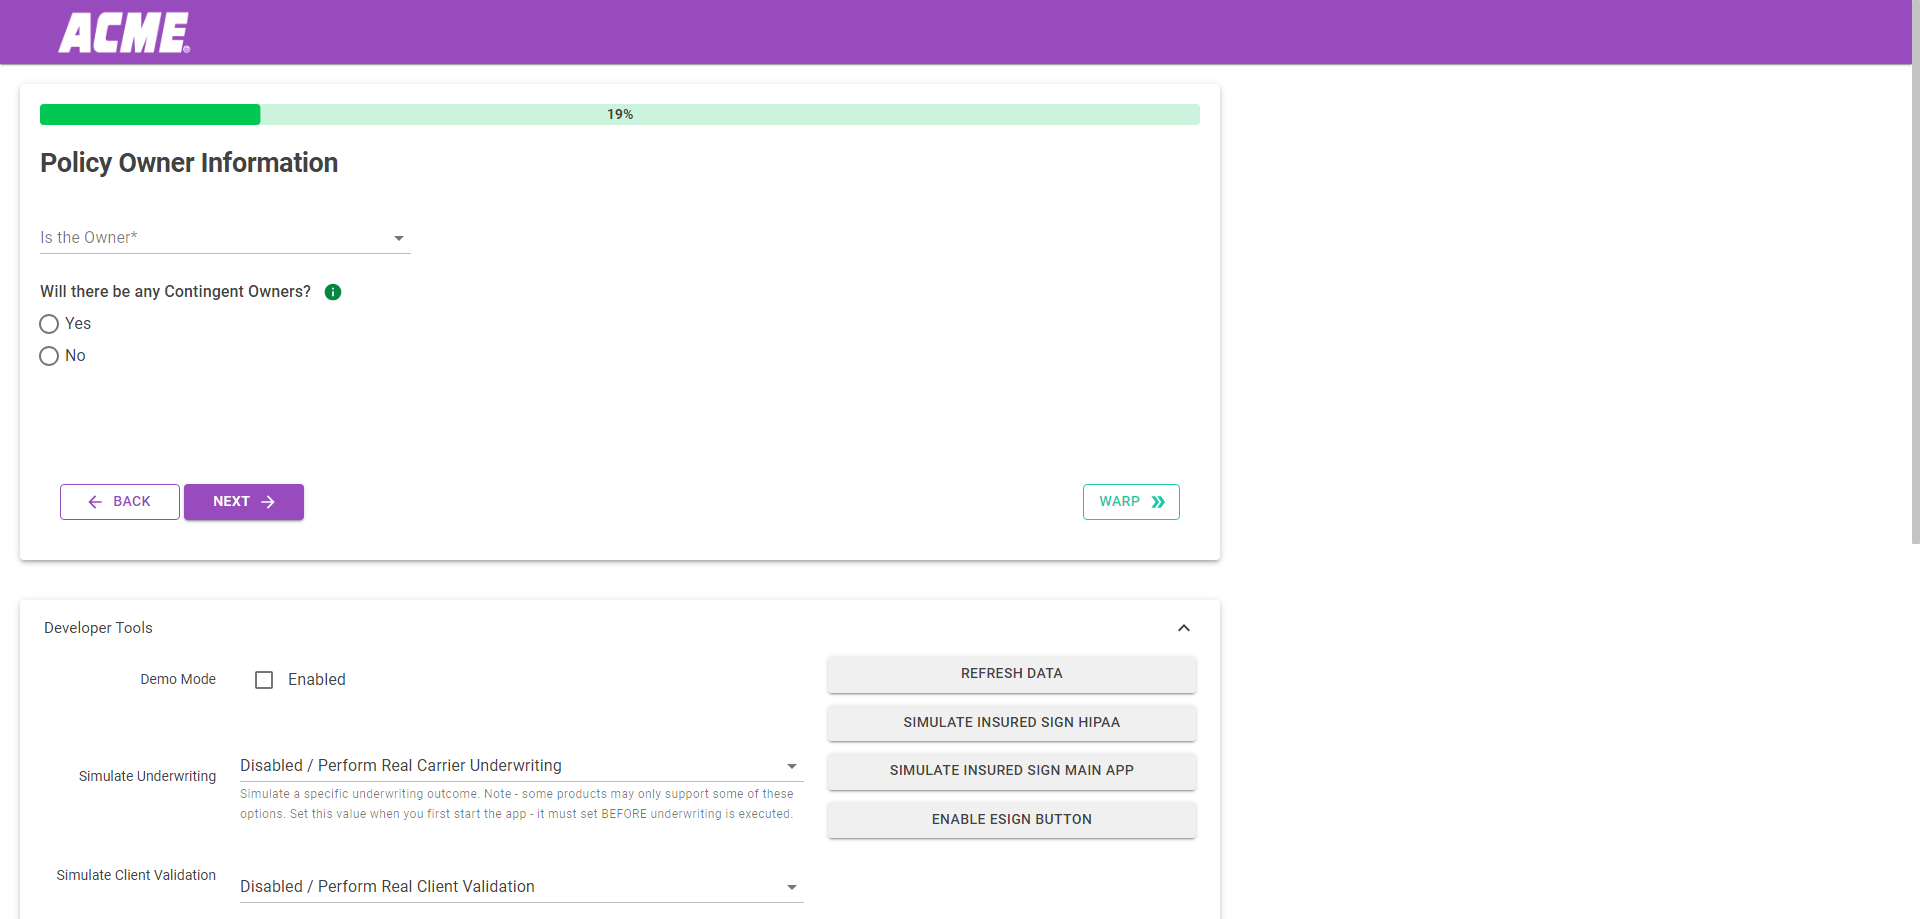 ACME®
19%
Policy Owner Information
Is the Owner*
Will there be any Contingent Owners?
Yes
No
BACK
NEXT
WARP
Developer Tools
Demo Mode
Enabled
REFRESH DATA
SIMULATE INSURED SIGN HIPAA
Simulate Underwriting
Disabled / Perform Real Carrier Underwriting
Simulate a specific underwriting outcome. Note - some products may only support some of these
options. Set this value when you first start the app - it must set BEFORE underwriting is executed.
SIMULATE INSURED SIGN MAIN APP
ENABLE ESIGN BUTTON
Simulate Client Validation
Disabled / Perform Real Client Validation